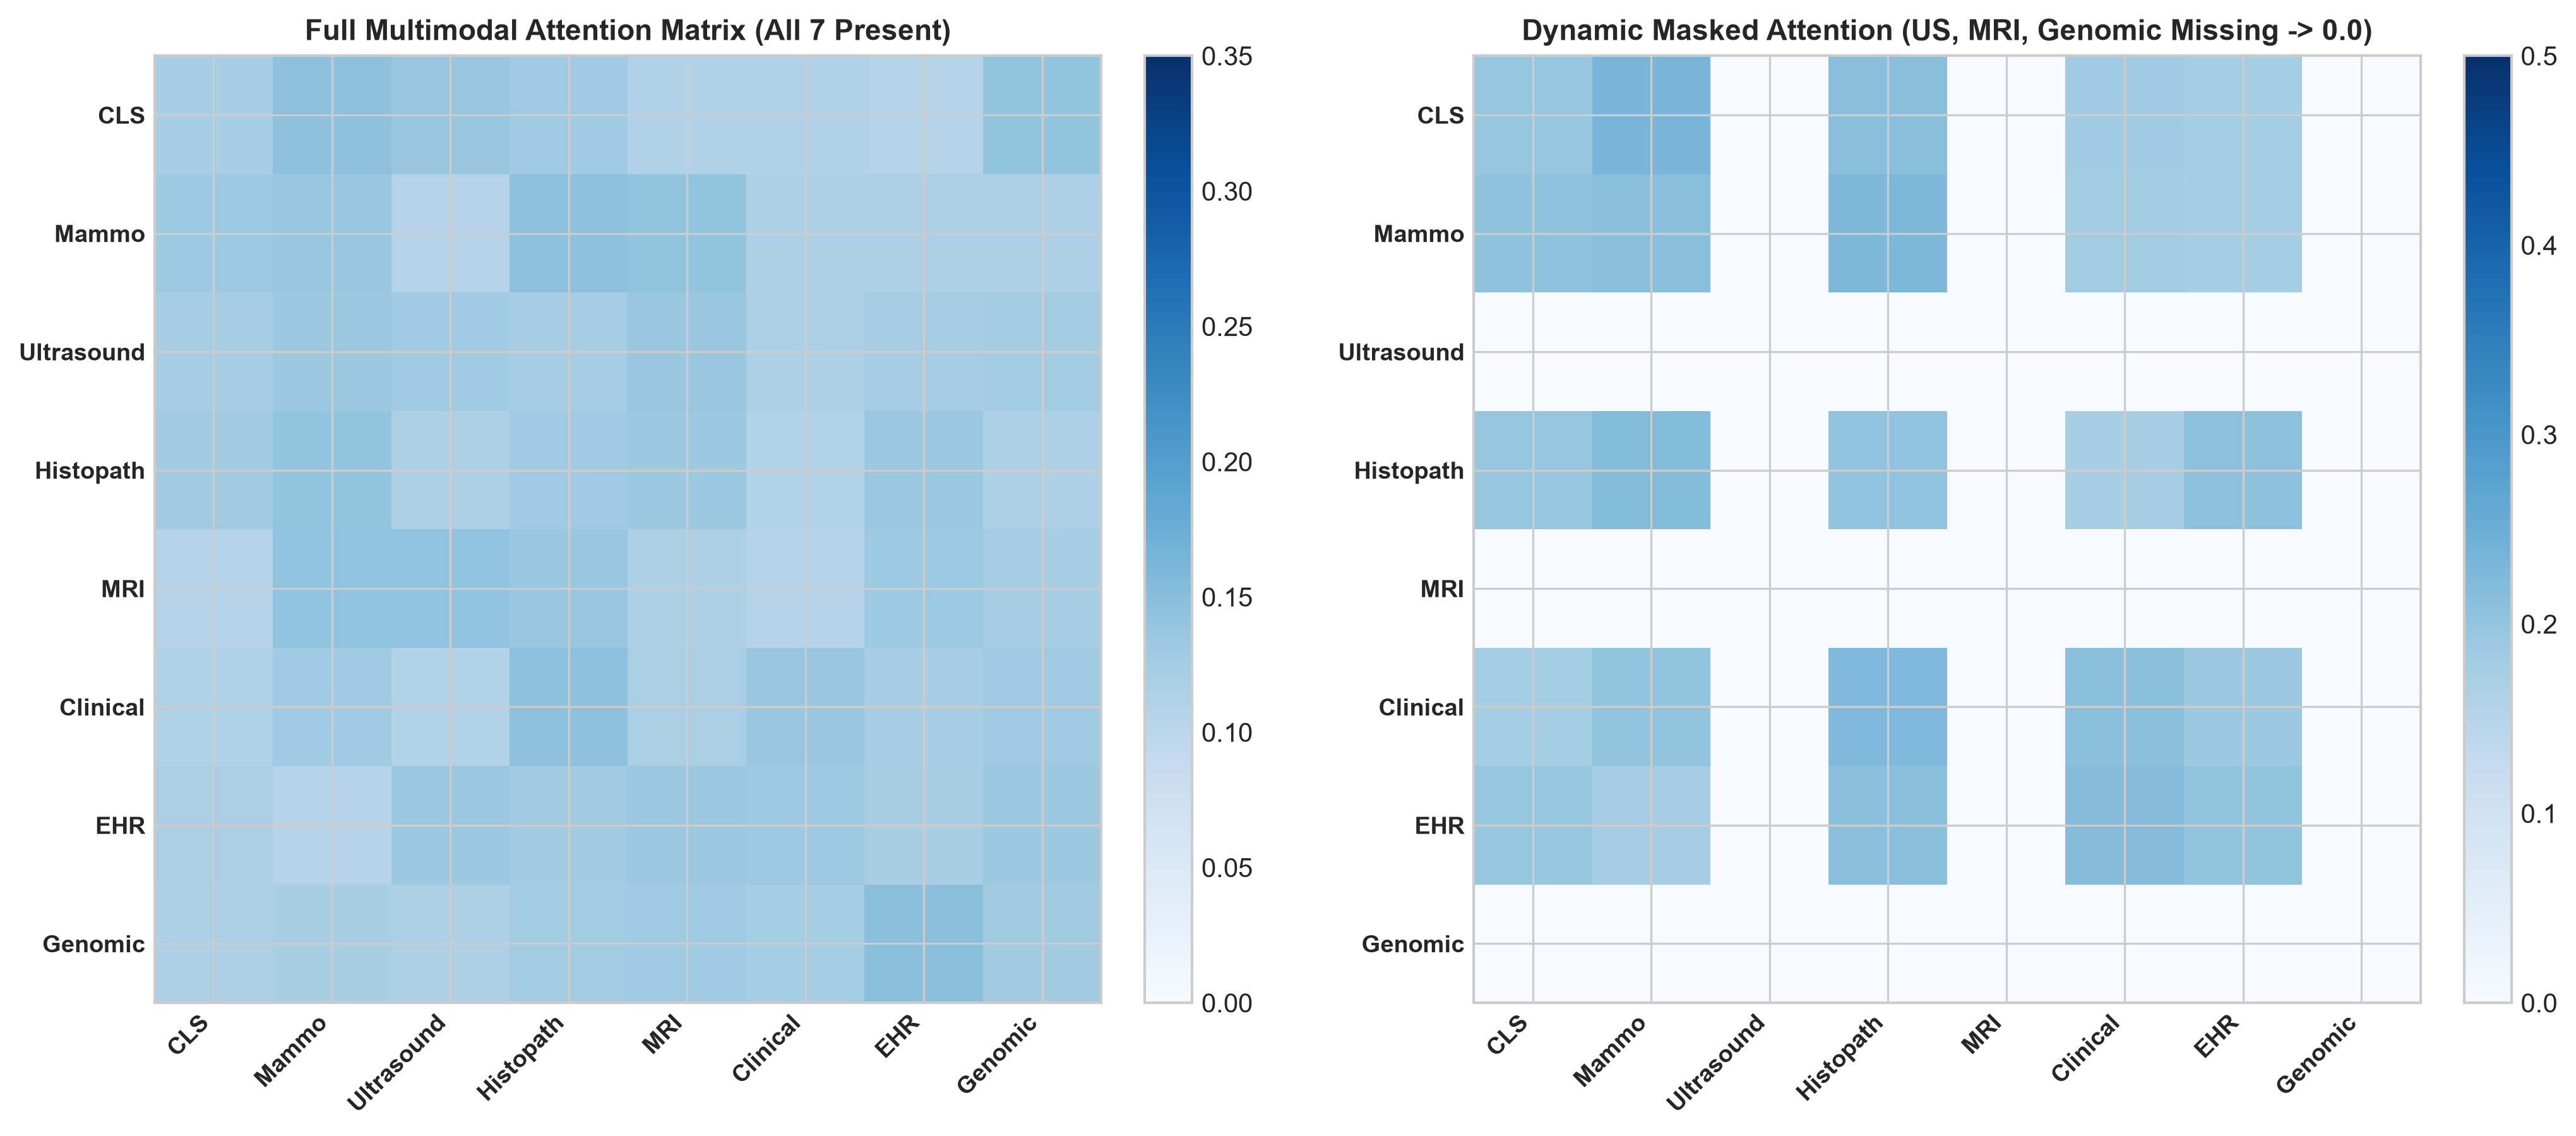 Full Multimodal Attention Matrix (All 7 Present)
CLS
Mammo
Ultrasound
Histopath
MRI
Clinical
EHR
Genomic
CLS
Mammo
Ultrasound
Histopath
MRI
Clinical
EHR
Genomic
0.35
0.30
0.25
0.20
0.15
0.10
0.05
0.00
Dynamic Masked Attention (US, MRI, Genomic Missing -> 0.0)
CLS
Mammo
Ultrasound
Histopath
MRI
Clinical
EHR
Genomic
CLS
Mammo
Ultrasound
Histopath
MRI
Clinical
EHR
Genomic
0.5
0.4
0.3
0.2
0.1
0.0